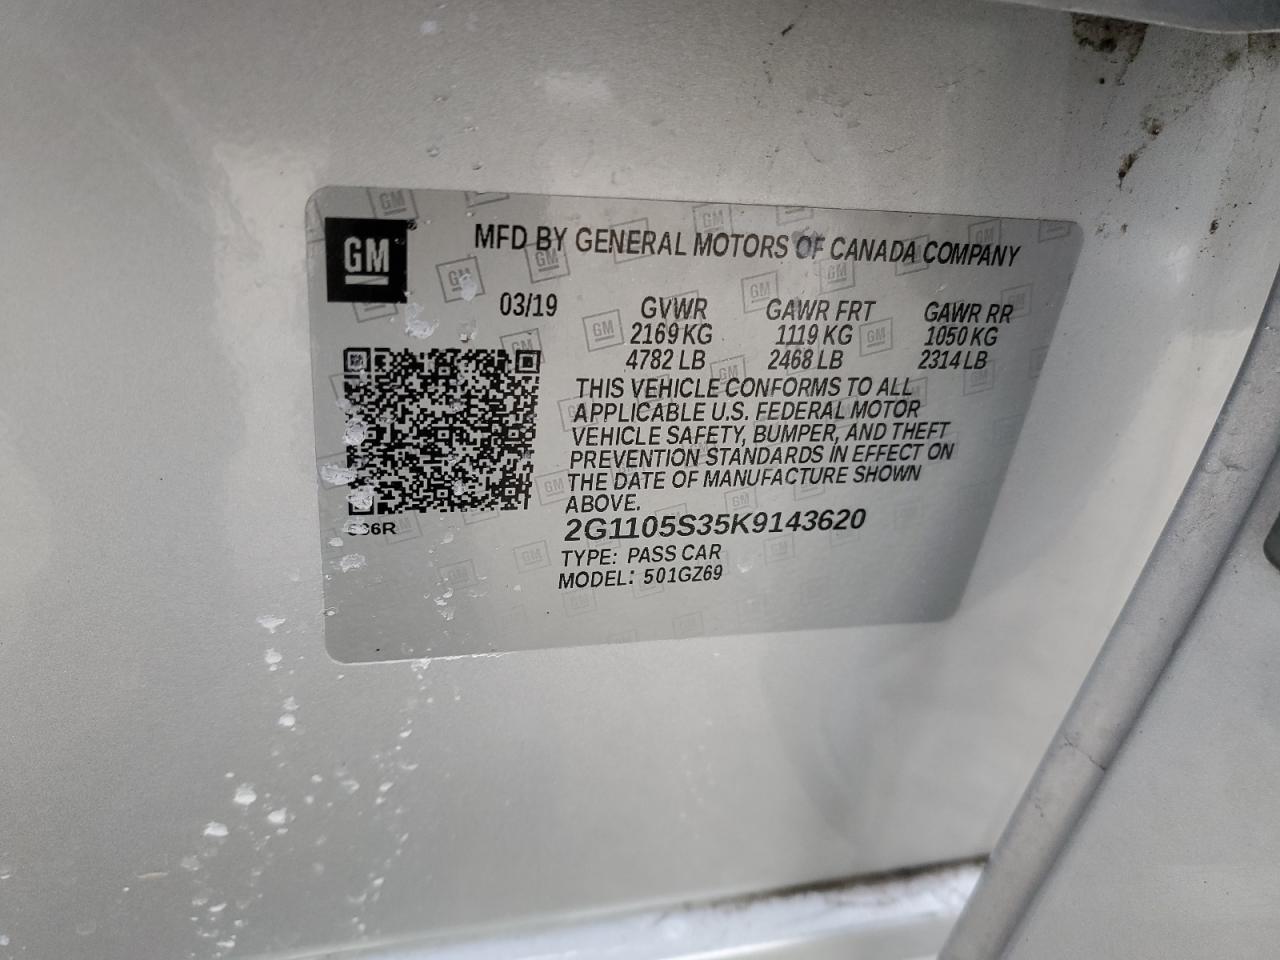 GM
MFD BY GENERAL MOTORS OF CANADA COMPANY
03/19 GVWR GAWR FRT GAWR RR
2169 KG 1119 KG 1050 KG
4782 LB 2468 LB 2314 LB
THIS VEHICLE CONFORMS TO ALL
APPLICABLE U.S. FEDERAL MOTOR
VEHICLE SAFETY, BUMPER, AND THEFT
PREVENTION STANDARDS IN EFFECT ON
THE DATE OF MANUFACTURE SHOWN
ABOVE.
2G1105S35K9143620
TYPE: PASS CAR
MODEL: 501GZ69